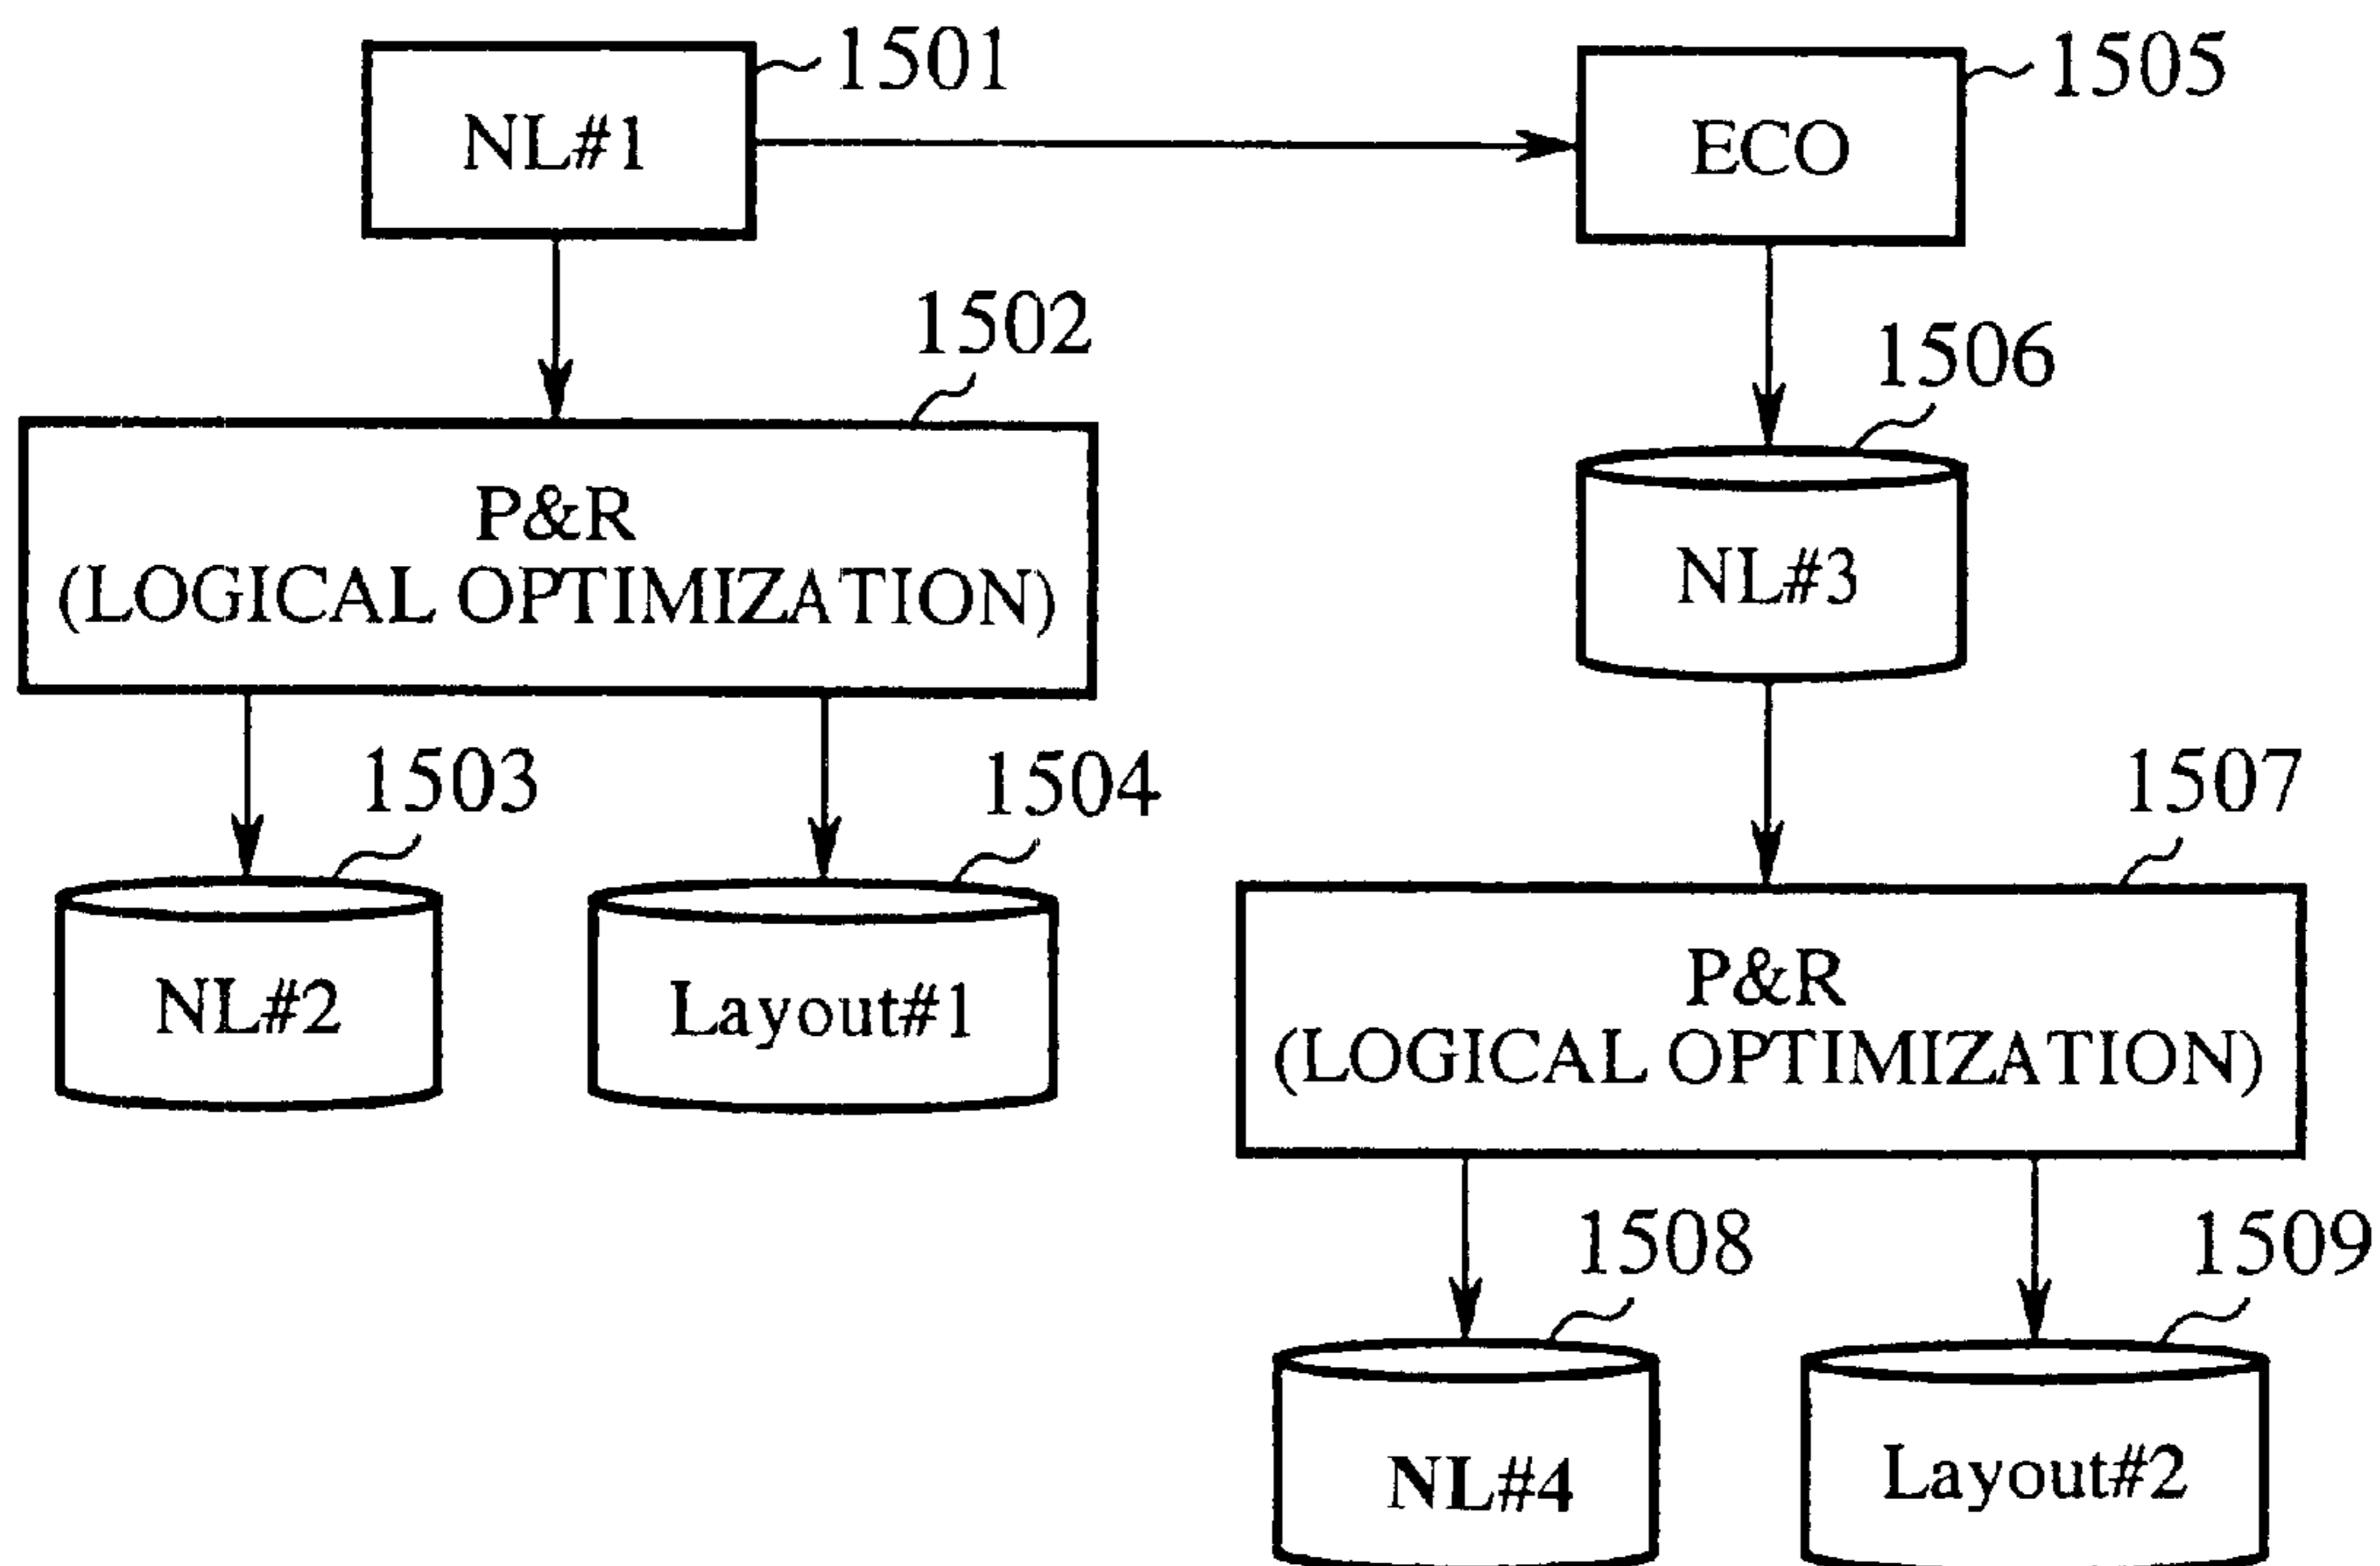 1501
NL#1
1505
ECO
1502
P&R
(LOGICAL OPTIMIZATION)
1506
NL#3
1503
NL#2
1504
Layout#1
1507
P&R
(LOGICAL OPTIMIZATION)
1508
NL#4
1509
Layout#2